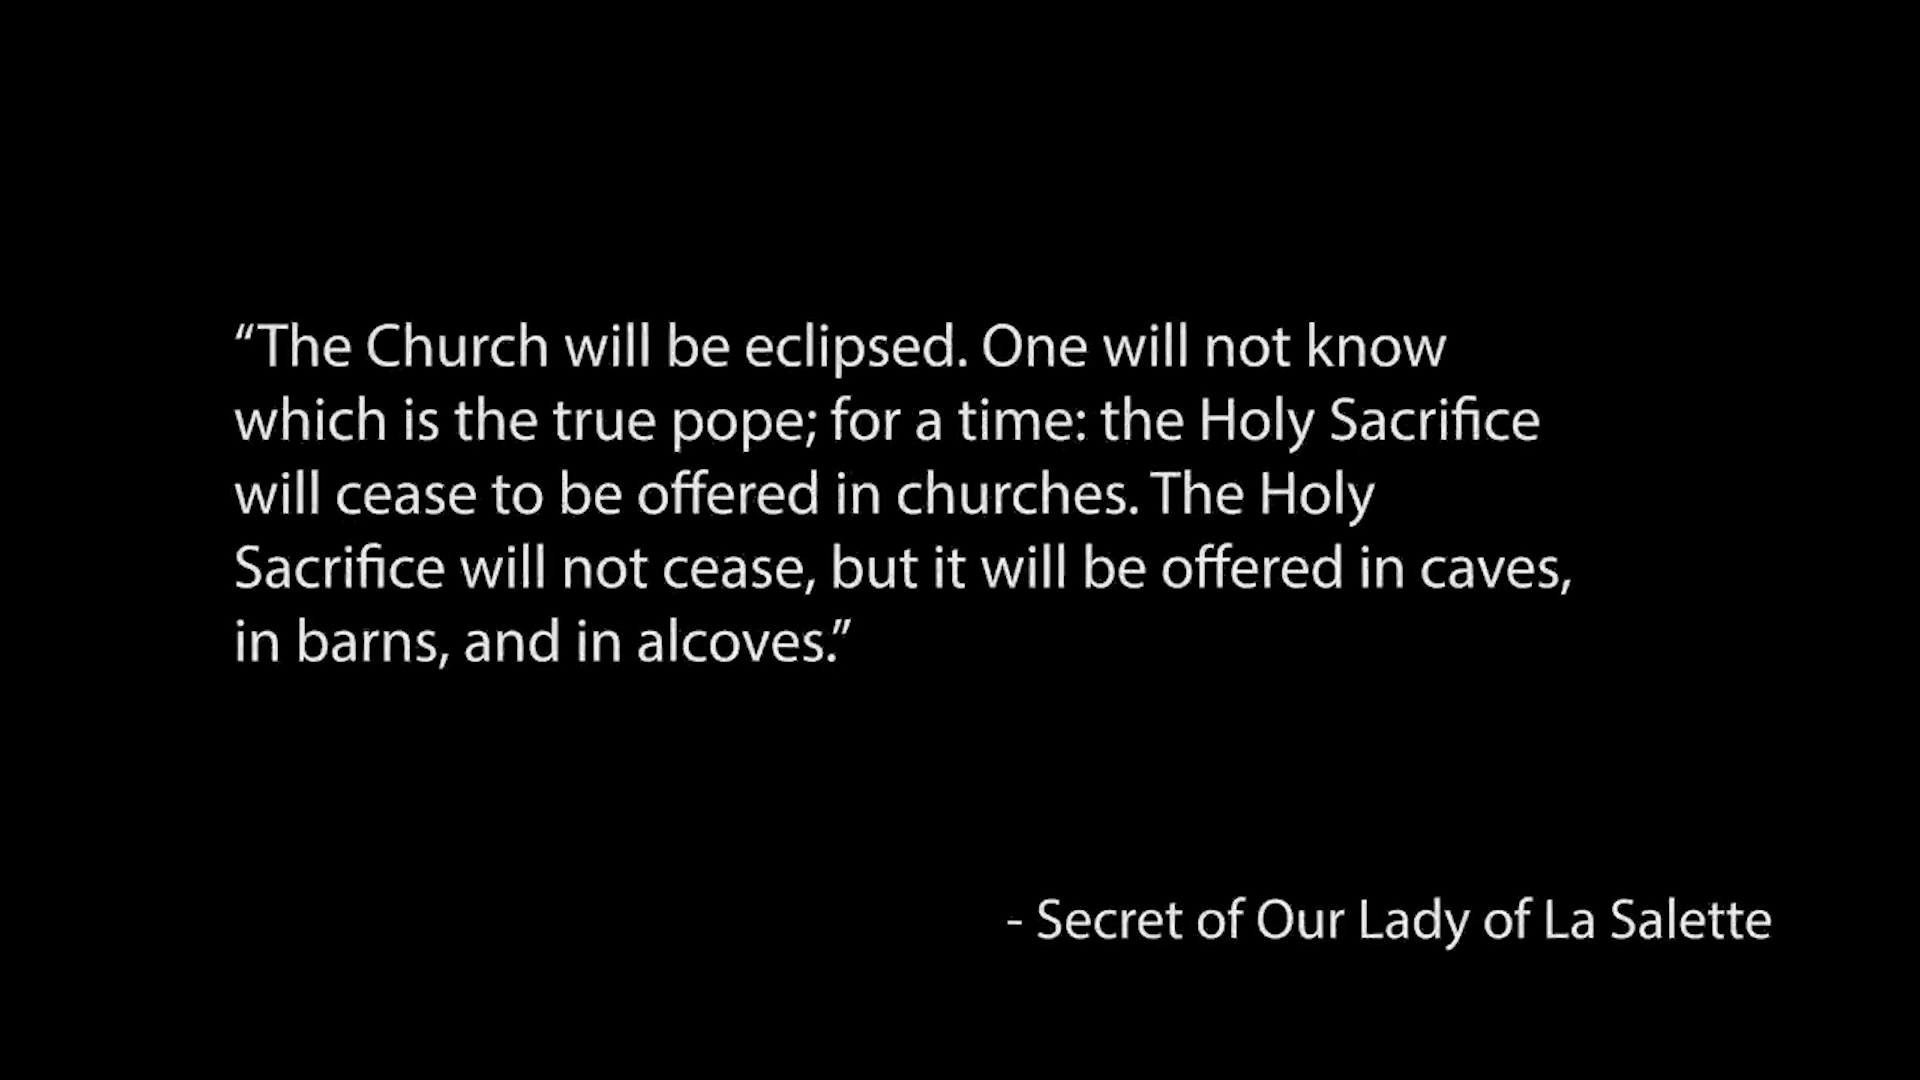 “The Church will be eclipsed. One will not know
which is the true pope; for a time: the Holy Sacrifice
will cease to be offered in churches. The Holy
Sacrifice will not cease, but it will be offered in caves,
in barns, and in alcoves.”
- Secret of Our Lady of La Salette